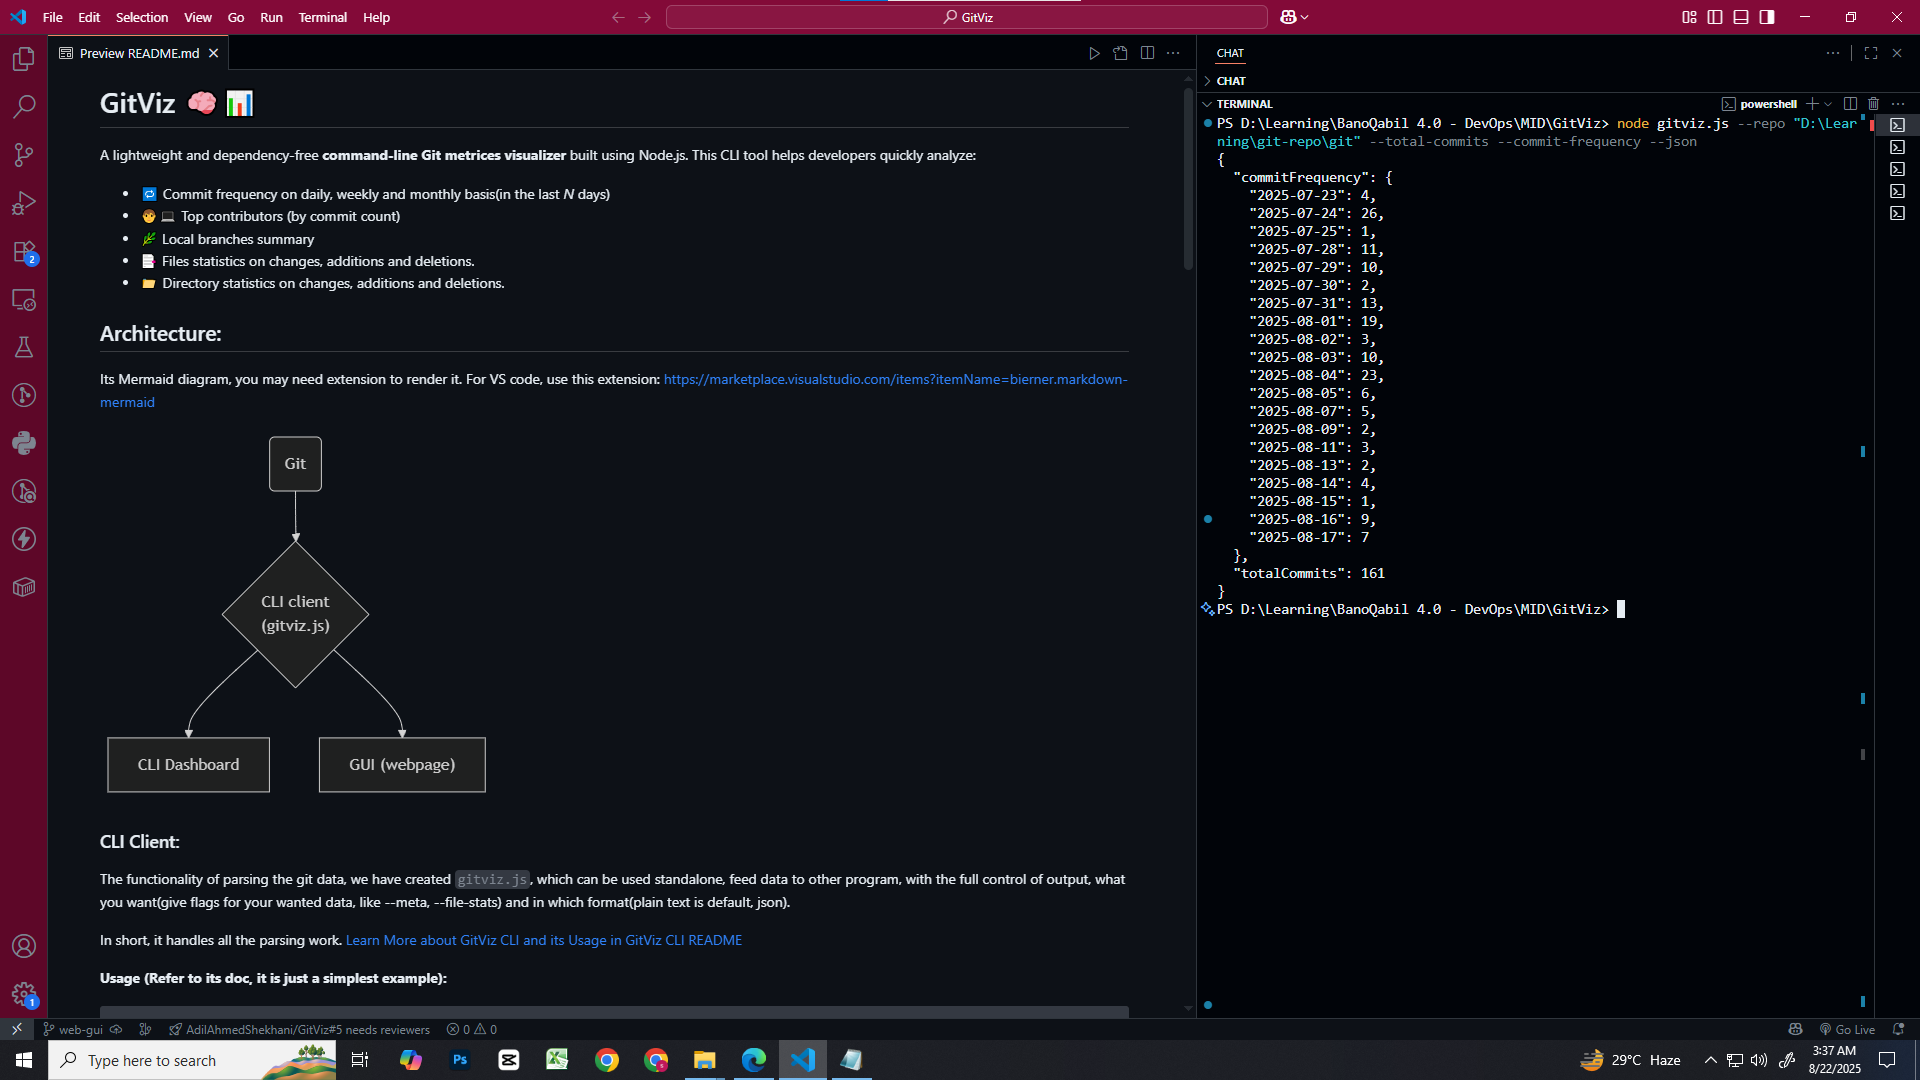 File Edit Selection View Go Run Terminal Help
GitViz
Preview README.md
GitViz
A lightweight and dependency-free command-line Git metrices visualizer built using Node.js. This CLI tool helps developers quickly analyze:
Commit frequency on daily, weekly and monthly basis(in the last N days)
Top contributors (by commit count)
Local branches summary
Files statistics on changes, additions and deletions.
Directory statistics on changes, additions and deletions.
Architecture:
Its Mermaid diagram, you may need extension to render it. For VS code, use this extension: https://marketplace.visualstudio.com/items?itemName=bierner.markdown-
mermaid
Git
CLI client
(gitviz.js)
CLI Dashboard
GUI (webpage)
CLI Client:
The functionality of parsing the git data, we have created gitviz.js, which can be used standalone, feed data to other program, with the full control of output, what
you want(give flags for your wanted data, like --meta, --file-stats) and in which format(plain text is default, json).
In short, it handles all the parsing work. Learn More about GitViz CLI and its Usage in GitViz CLI README
Usage (Refer to its doc, it is just a simplest example):
CHAT
CHAT
TERMINAL
powershell
PS D:\Learning\BanoQabil 4.0 - DevOps\MID\GitViz> node gitviz.js --repo "D:\Lear
ning\git-repo\git" --total-commits --commit-frequency --json
{
"commitFrequency": {
"2025-07-23": 4,
"2025-07-24": 26,
"2025-07-25": 1,
"2025-07-28": 11,
"2025-07-29": 10,
"2025-07-30": 2,
"2025-07-31": 13,
"2025-08-01": 19,
"2025-08-02": 3,
"2025-08-03": 10,
"2025-08-04": 23,
"2025-08-05": 6,
"2025-08-07": 5,
"2025-08-09": 2,
"2025-08-11": 3,
"2025-08-13": 2,
"2025-08-14": 4,
"2025-08-15": 1,
"2025-08-16": 9,
"2025-08-17": 7
},
"totalCommits": 161
}
PS D:\Learning\BanoQabil 4.0 - DevOps\MID\GitViz>
2
1
web-gui
AdilAhmedShekhani/GitViz#5 needs reviewers
0
0
Go Live
Type here to search
Ps
29°C Haze
3:37 AM
8/22/2025